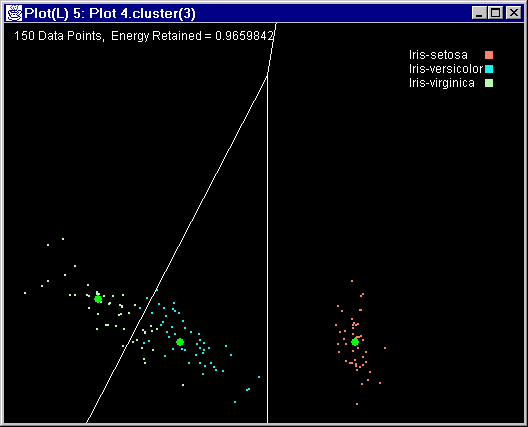 Plot(L) 5: Plot 4.cluster(3)
150 Data Points, Energy Retained = 0.9659842
Iris-setosa
Iris-versicolor
Iris-virginica